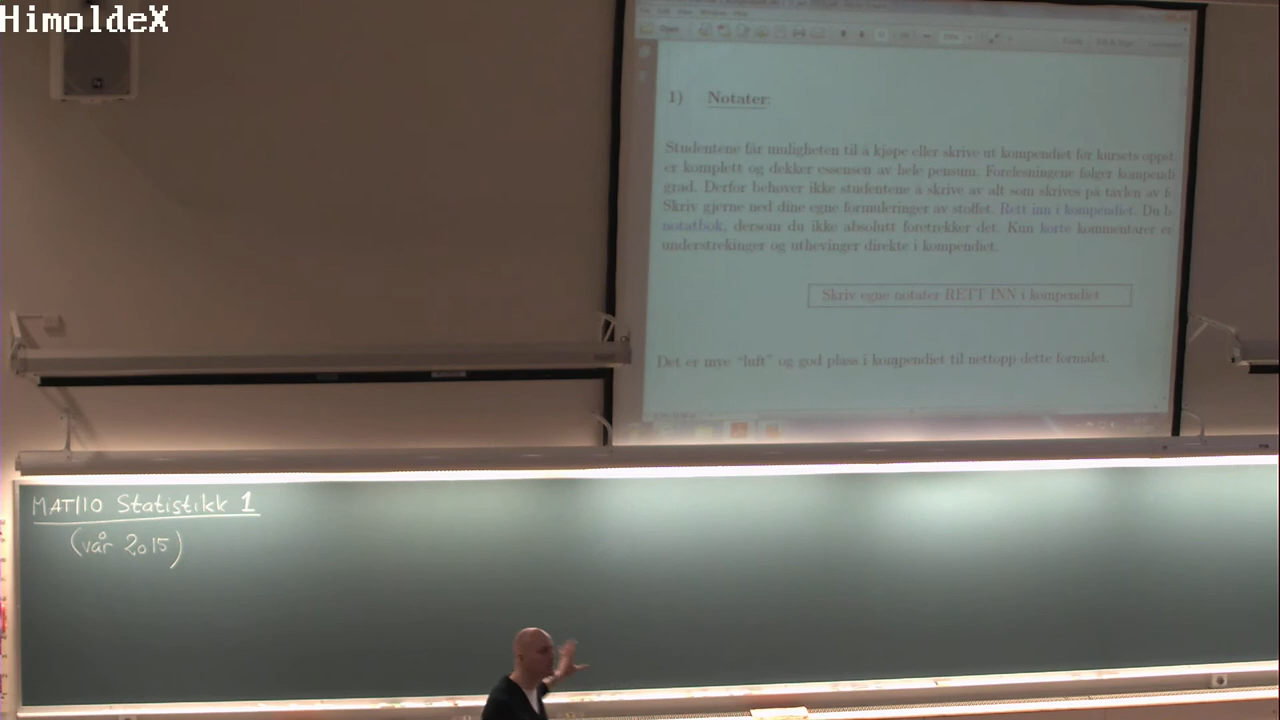 HimoldeX
1) Notater:
Studentene får muligheten til å kjøpe eller skrive ut kompendiet for kursets oppst
er komplett og dekker essensen av hele pensum. Forelesningene følger kompendi
grad. Derfor behøver ikke studentene å skrive av alt som skrives på tavlen av f
Skriv gjerne ned dine egne formuleringer av stoffet. Rett inn i kompendiet. Du b
notatbok, dersom du ikke absolutt foretrekker det. Kun korte kommentarer
understrekinger og uthevinger direkte i kompendiet.
Skriv egne notater RETT INN i kompendiet
Det er mye "luft" og god plass i kompendiet til nettopp dette formålet.
MAT110 Statistikk 1
(vår 2015)